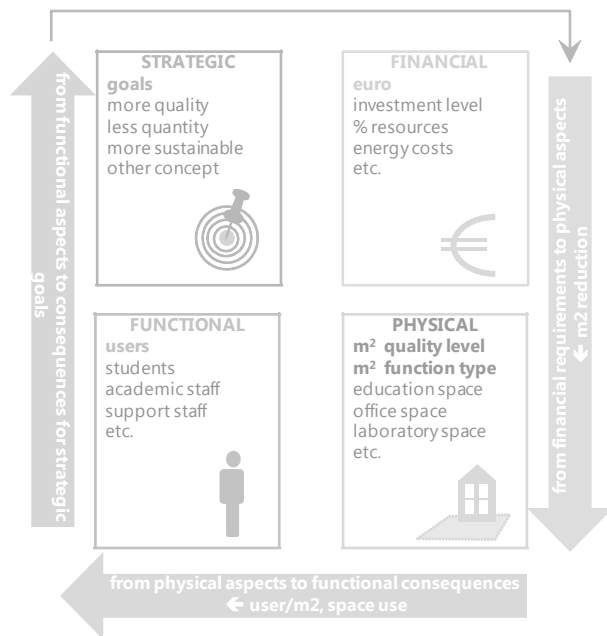 STRATEGIC
goals
more quality
less quantity
more sustainable
other concept
FINANCIAL
euro
investment level
% resources
energy costs
etc.
FUNCTIONAL
users
students
academic staff
support staff
etc.
PHYSICAL
m² quality level
m² function type
education space
office space
laboratory space
etc.
from functional aspects to consequences for strategic
goals
from financial requirements to physical aspects
← m2 reduction
from physical aspects to functional consequences
← user/m2, space use